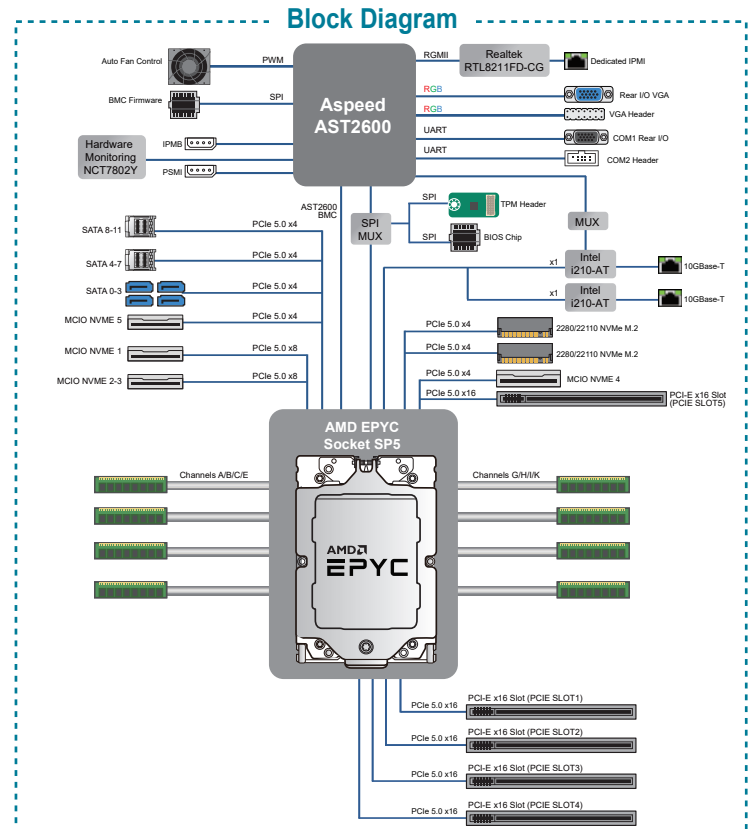 Block Diagram
Auto Fan Control
PWM
BMC Firmware
SPI
Hardware
Monitoring
NCT7802Y
IPMB
PSMI
Aspeed
AST2600
RGMII
Realtek
RTL8211FD-CG
Dedicated IPMI
RGB
Rear I/O VGA
RGB
VGA Header
UART
COM1 Rear I/O
UART
COM2 Header
AST2600
BMC
SPI
MUX
SPI
TPM Header
SPI
BIOS Chip
MUX
x1
Intel
i210-AT
10GBase-T
x1
Intel
i210-AT
10GBase-T
SATA 8-11
PCIe 5.0 x4
SATA 4-7
PCIe 5.0 x4
SATA 0-3
PCIe 5.0 x4
MCIO NVME 5
PCIe 5.0 x4
MCIO NVME 1
PCIe 5.0 x8
MCIO NVME 2-3
PCIe 5.0 x8
PCIe 5.0 x4
2280/22110 NVMe M.2
PCIe 5.0 x4
2280/22110 NVMe M.2
PCIe 5.0 x4
MCIO NVME 4
PCIe 5.0 x16
PCI-E x16 Slot
(PCIE SLOT5)
AMD EPYC
Socket SP5
Channels A/B/C/E
Channels G/H/I/K
AMD
EPYC
PCIe 5.0 x16
PCI-E x16 Slot (PCIE SLOT1)
PCIe 5.0 x16
PCI-E x16 Slot (PCIE SLOT2)
PCIe 5.0 x16
PCI-E x16 Slot (PCIE SLOT3)
PCIe 5.0 x16
PCI-E x16 Slot (PCIE SLOT4)